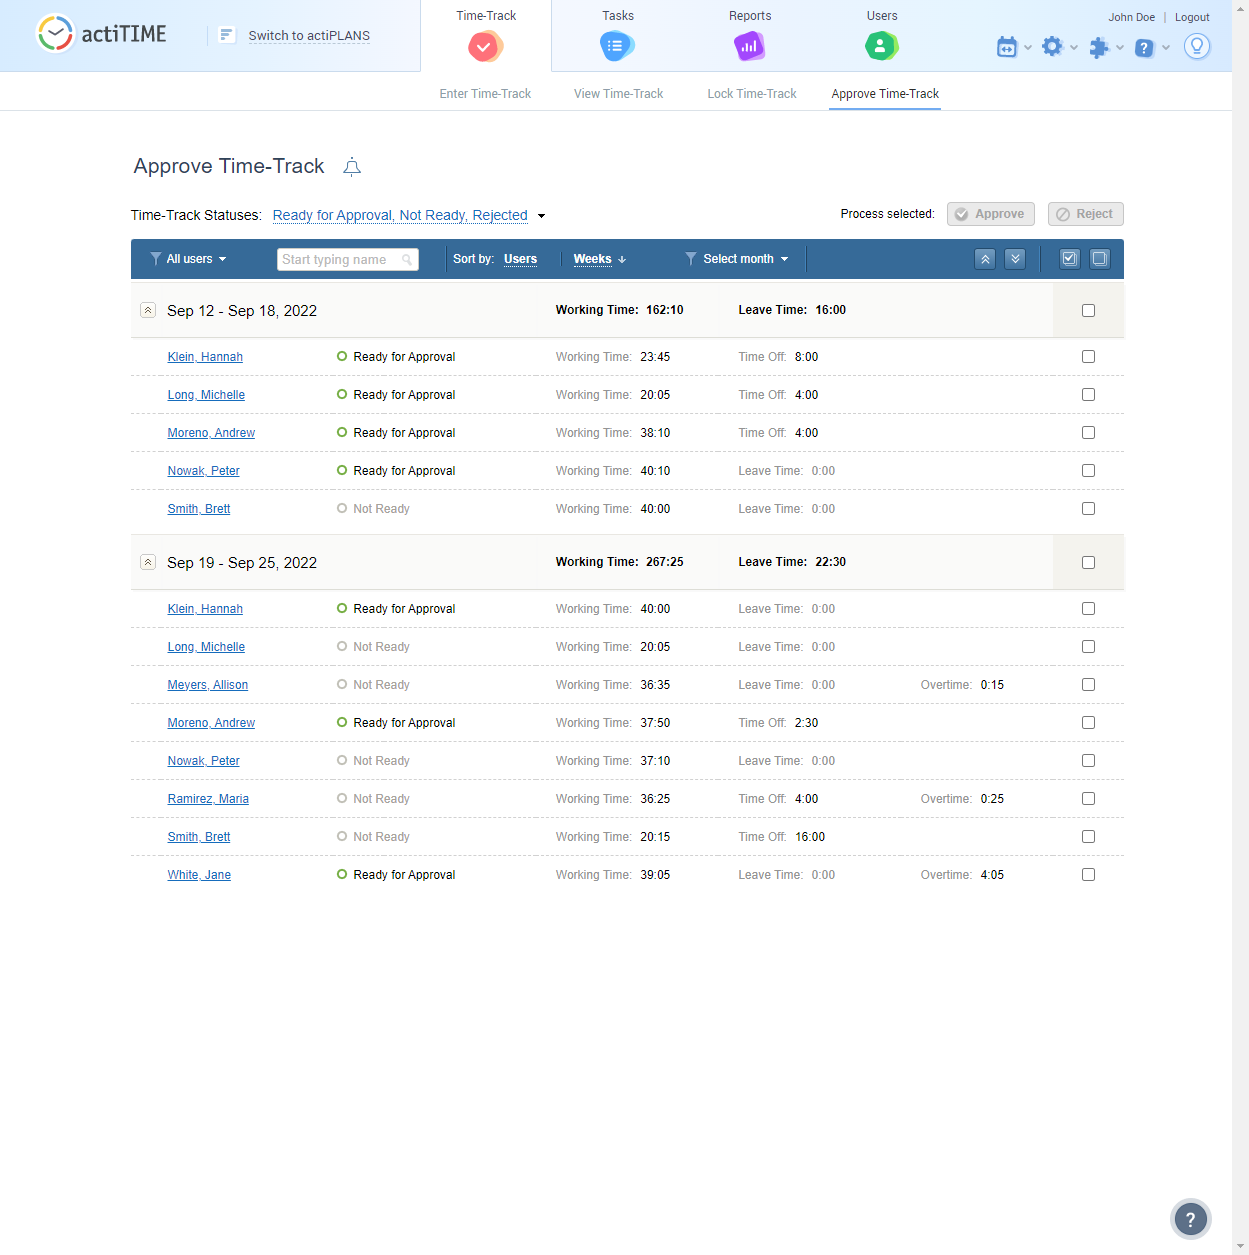 actiTIME
Switch to actiPLANS
Time-Track
Tasks
Reports
Users
John Doe | Logout
Enter Time-Track
View Time-Track
Lock Time-Track
Approve Time-Track
Approve Time-Track
Time-Track Statuses: Ready for Approval, Not Ready, Rejected
Process selected: Approve Reject
All users Start typing name Sort by: Users Weeks Select month
Sep 12 - Sep 18, 2022 Working Time: 162:10 Leave Time: 16:00
Klein, Hannah Ready for Approval Working Time: 23:45 Time Off: 8:00
Long, Michelle Ready for Approval Working Time: 20:05 Time Off: 4:00
Moreno, Andrew Ready for Approval Working Time: 38:10 Time Off: 4:00
Nowak, Peter Ready for Approval Working Time: 40:10 Leave Time: 0:00
Smith, Brett Not Ready Working Time: 40:00 Leave Time: 0:00
Sep 19 - Sep 25, 2022 Working Time: 267:25 Leave Time: 22:30
Klein, Hannah Ready for Approval Working Time: 40:00 Leave Time: 0:00
Long, Michelle Not Ready Working Time: 20:05 Leave Time: 0:00
Meyers, Allison Not Ready Working Time: 36:35 Leave Time: 0:00 Overtime: 0:15
Moreno, Andrew Ready for Approval Working Time: 37:50 Time Off: 2:30
Nowak, Peter Not Ready Working Time: 37:10 Leave Time: 0:00
Ramirez, Maria Not Ready Working Time: 36:25 Time Off: 4:00 Overtime: 0:25
Smith, Brett Not Ready Working Time: 20:15 Time Off: 16:00
White, Jane Ready for Approval Working Time: 39:05 Leave Time: 0:00 Overtime: 4:05
?